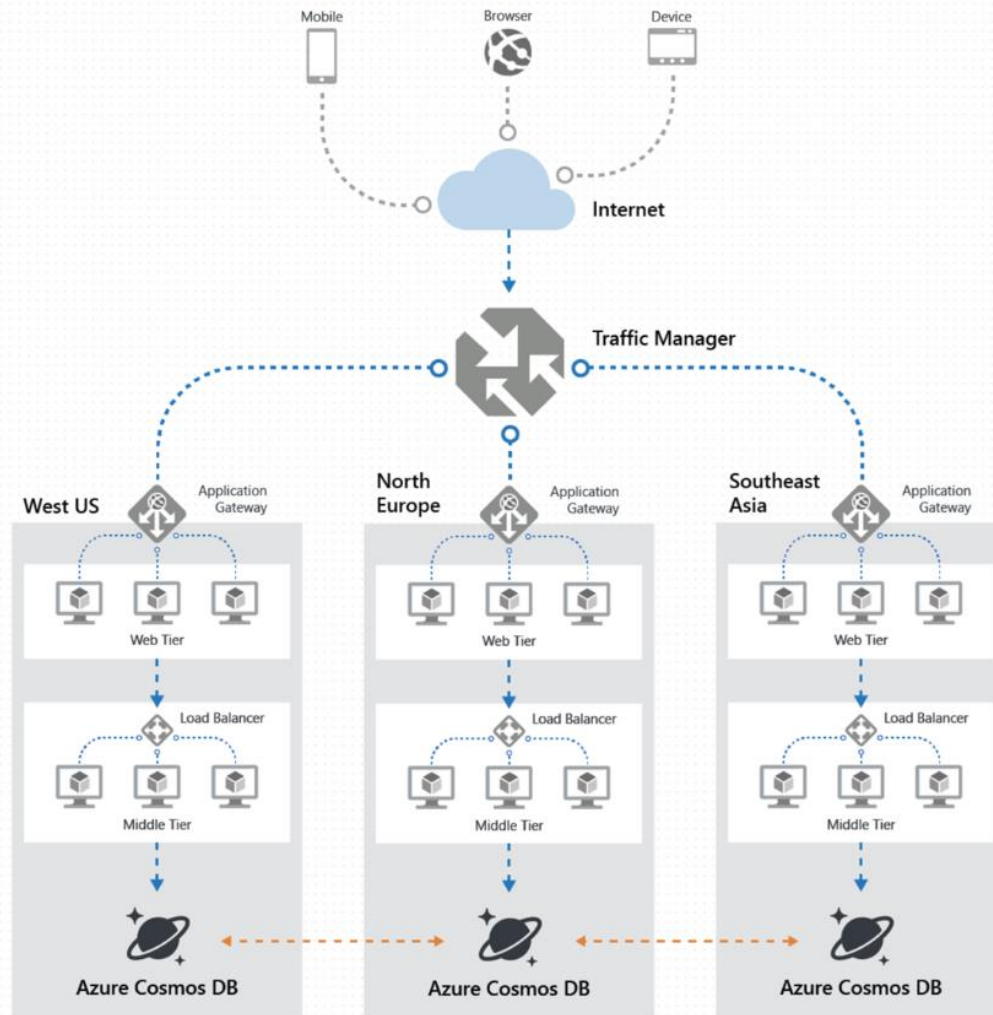 Mobile
Browser
Device
Internet
Traffic Manager
West US
Application
Gateway
North
Europe
Application
Gateway
Southeast
Asia
Application
Gateway
Web Tier
Web Tier
Web Tier
Load Balancer
Load Balancer
Load Balancer
Middle Tier
Middle Tier
Middle Tier
Azure Cosmos DB
Azure Cosmos DB
Azure Cosmos DB